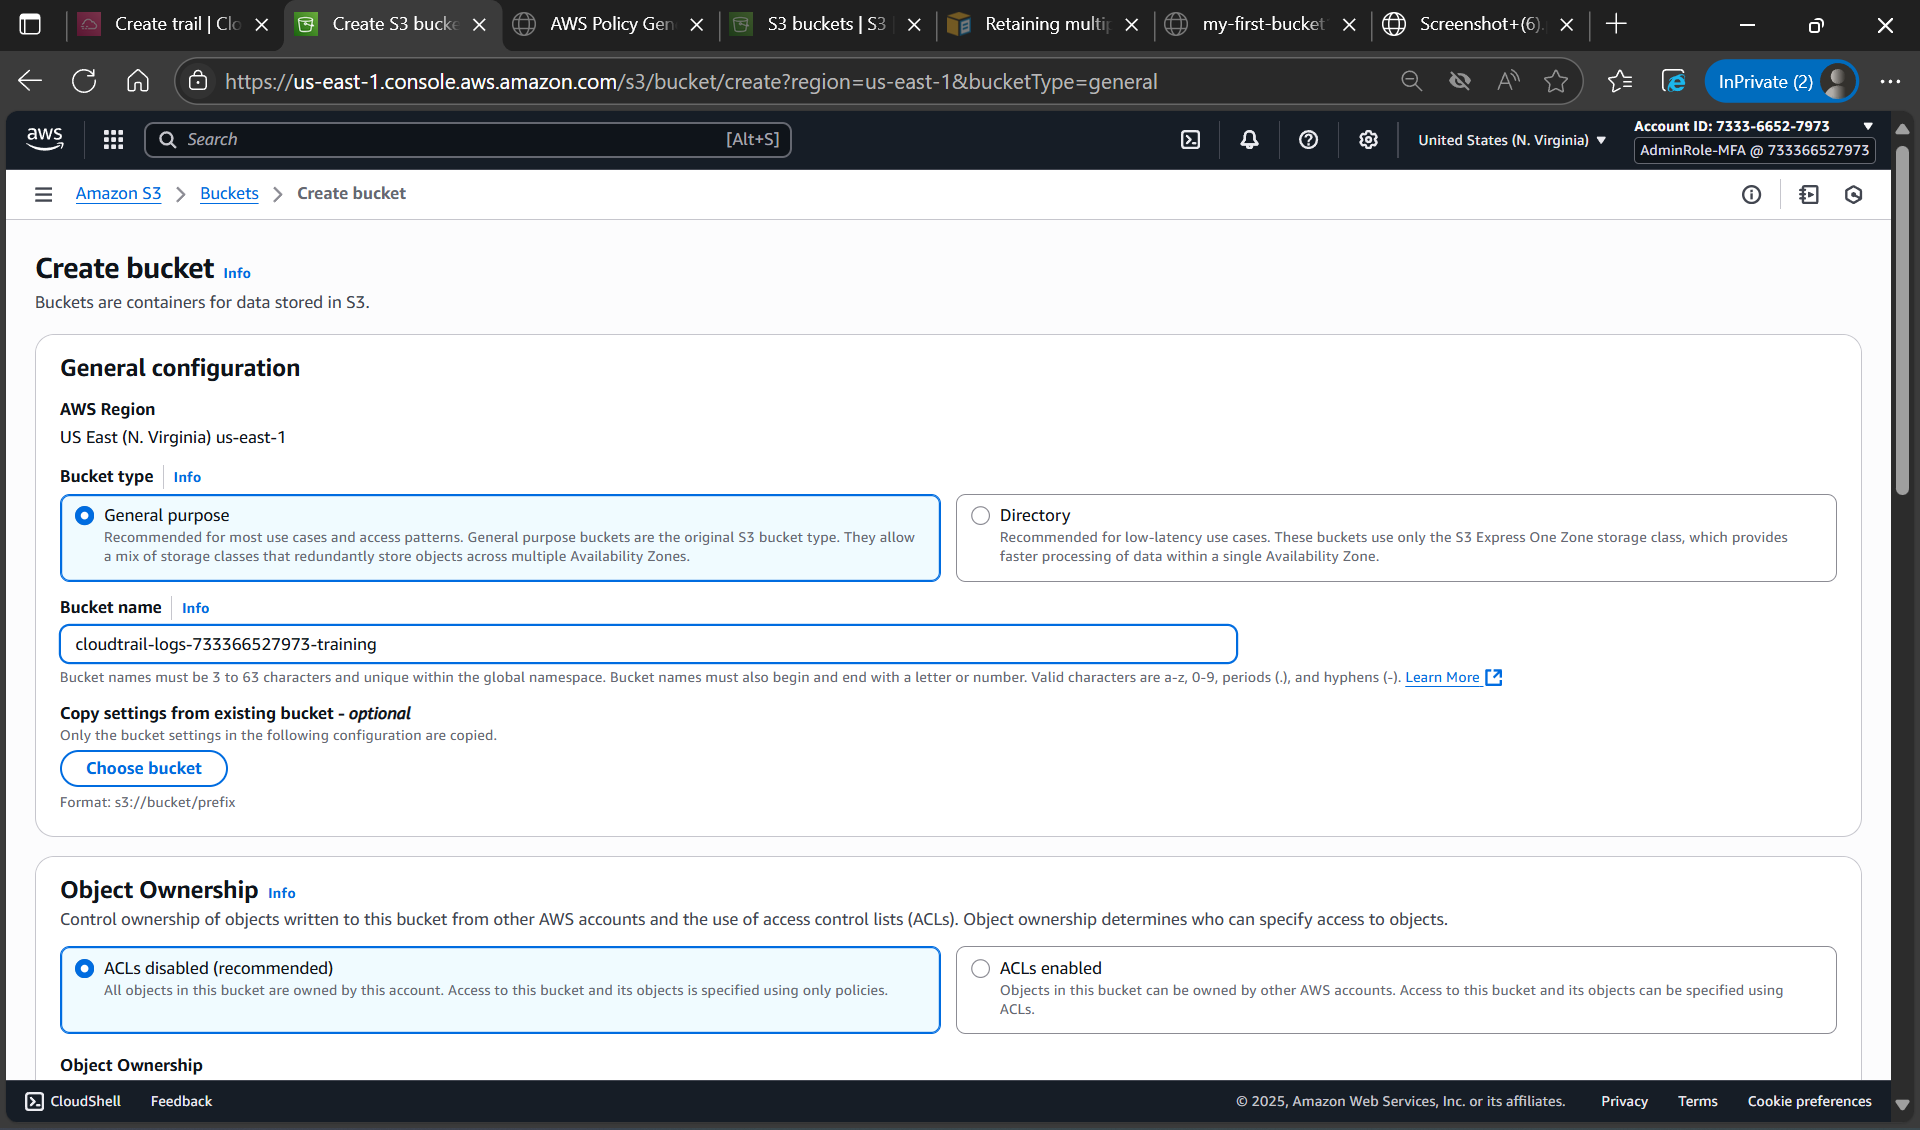 Create trail | Clo
Create S3 bucke
AWS Policy Gen
S3 buckets | S3
Retaining multip
my-first-bucket
Screenshot+(6).
https://us-east-1.console.aws.amazon.com/s3/bucket/create?region=us-east-1&bucketType=general
InPrivate (2)
aws
Search
[Alt+S]
United States (N. Virginia)
Account ID: 7333-6652-7973
AdminRole-MFA @ 733366527973
Amazon S3
Buckets
Create bucket
Create bucket Info
Buckets are containers for data stored in S3.
General configuration
AWS Region
US East (N. Virginia) us-east-1
Bucket type Info
General purpose
Recommended for most use cases and access patterns. General purpose buckets are the original S3 bucket type. They allow
a mix of storage classes that redundantly store objects across multiple Availability Zones.
Directory
Recommended for low-latency use cases. These buckets use only the S3 Express One Zone storage class, which provides
faster processing of data within a single Availability Zone.
Bucket name Info
cloudtrail-logs-733366527973-training
Bucket names must be 3 to 63 characters and unique within the global namespace. Bucket names must also begin and end with a letter or number. Valid characters are a-z, 0-9, periods (.), and hyphens (-). Learn More
Copy settings from existing bucket - optional
Only the bucket settings in the following configuration are copied.
Choose bucket
Format: s3://bucket/prefix
Object Ownership Info
Control ownership of objects written to this bucket from other AWS accounts and the use of access control lists (ACLs). Object ownership determines who can specify access to objects.
ACLs disabled (recommended)
All objects in this bucket are owned by this account. Access to this bucket and its objects is specified using only policies.
ACLs enabled
Objects in this bucket can be owned by other AWS accounts. Access to this bucket and its objects can be specified using
ACLs.
Object Ownership
CloudShell
Feedback
© 2025, Amazon Web Services, Inc. or its affiliates.
Privacy
Terms
Cookie preferences